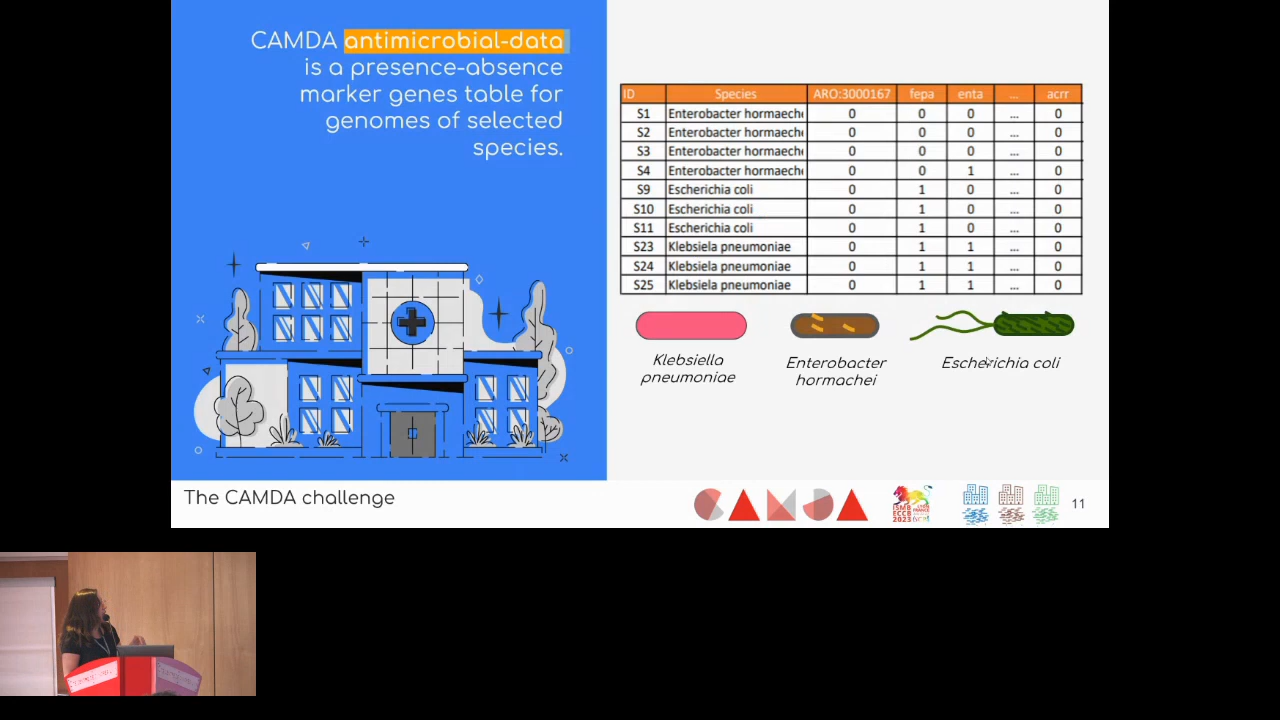 CAMDA antimicrobial-data
is a presence-absence
marker genes table for
genomes of selected
species.
ID Species ARO:3000167 fepa enta ... acrr
S1 Enterobacter hormaech 0 0 0 ... 0
S2 Enterobacter hormaech 0 0 0 ... 0
S3 Enterobacter hormaech 0 0 0 ... 0
S4 Enterobacter hormaech 0 0 1 ... 0
S9 Escherichia coli 0 1 0 ... 0
S10 Escherichia coli 0 1 0 ... 0
S11 Escherichia coli 0 1 0 ... 0
S23 Klebsiela pneumoniae 0 1 1 ... 0
S24 Klebsiela pneumoniae 0 1 1 ... 0
S25 Klebsiela pneumoniae 0 1 1 ... 0
Klebsiella
pneumoniae
Enterobacter
hormachei
Escherichia coli
The CAMDA challenge
CAMDA
ISMB
ECCB
2023
11